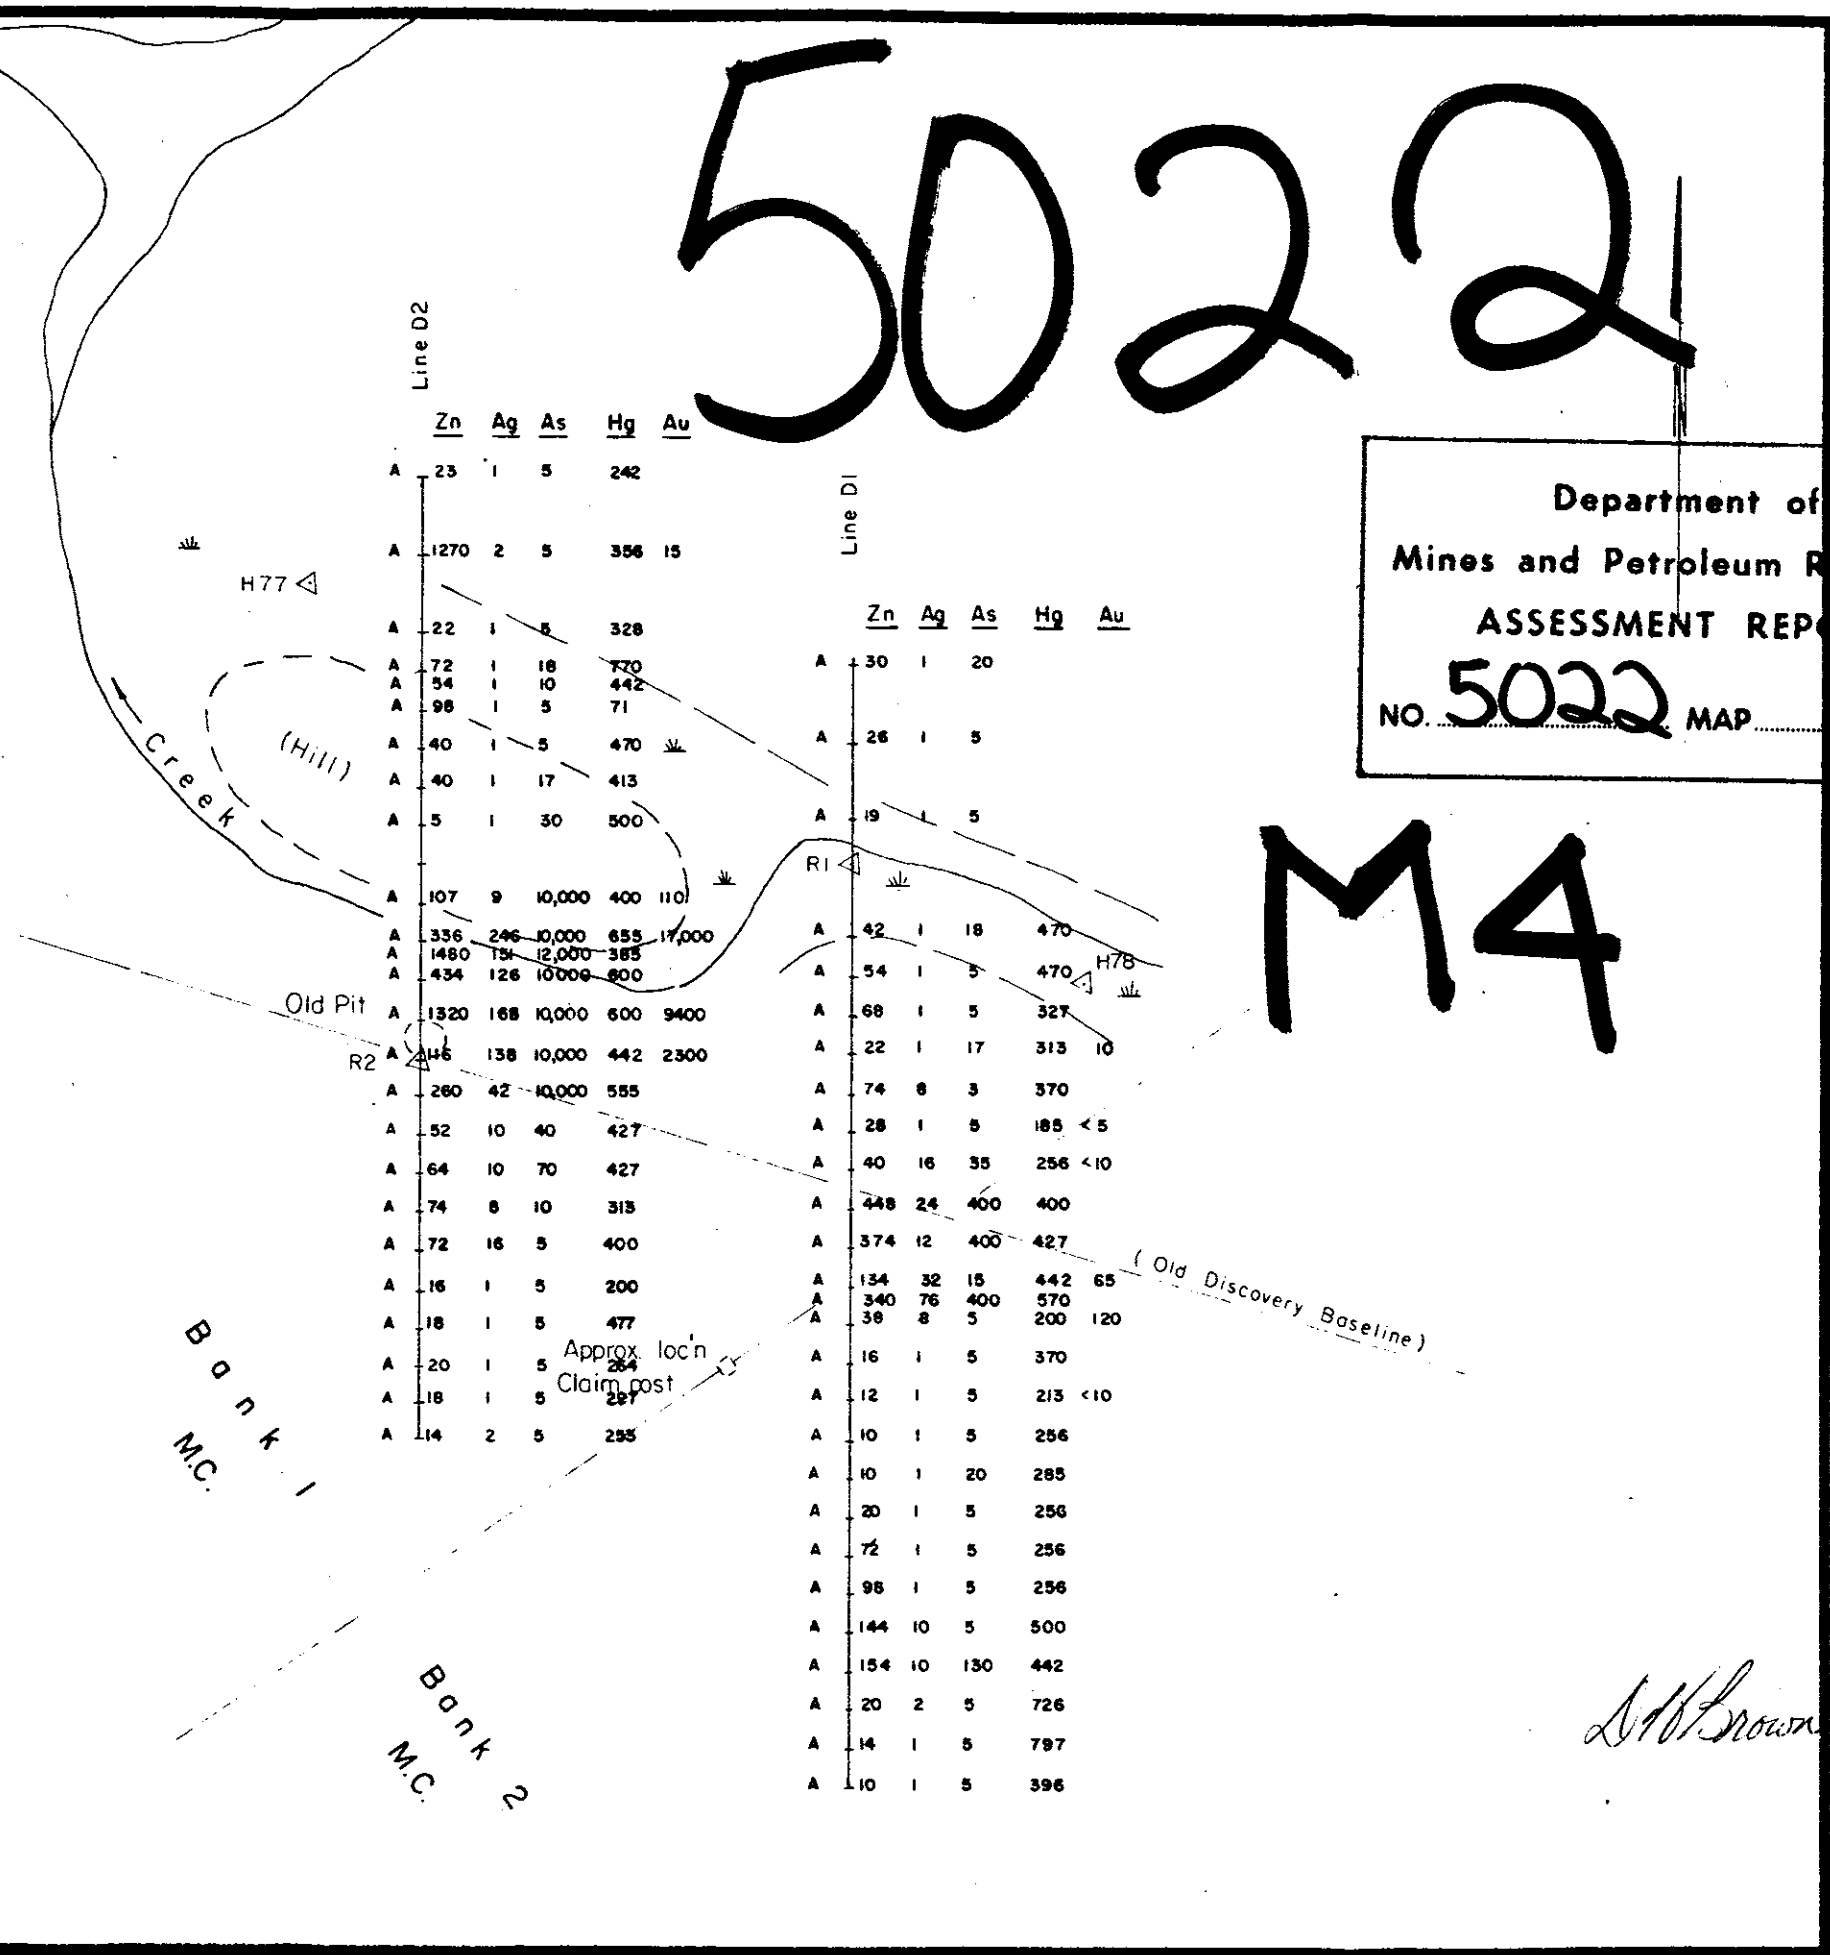 5022
Department of
Mines and Petroleum R
ASSESSMENT REPO
NO. 5022 MAP
M4
Line D2
Zn Ag As Hg Au
A 23 1 5 242
A 1270 2 5 356 15
H77
A 22 1 5 328
A 72 1 18 770
A 54 1 10 442
A 98 1 5 71
A 40 1 5 470
A 40 1 17 413
A 5 1 30 500
A 107 9 10,000 400 110
A 336 246 10,000 655 17,000
A 1480 151 12,000 385
A 434 126 10000 600
A 1320 168 10,000 600 9400
A 116 138 10,000 442 2300
A 260 42 10,000 555
A 52 10 40 427
A 64 10 70 427
A 74 8 10 313
A 72 16 5 400
A 16 1 5 200
A 18 1 5 477
A 20 1 5 264
A 18 1 5 297
A 14 2 5 255
(Hill)
Creek
Old Pit
R2
Approx. loc'n
Claim post
Line D1
Zn Ag As Hg Au
A 30 1 20
A 26 1 5
A 19 1 5
R1
A 42 1 18 470
A 54 1 5 470
H78
A 68 1 5 327
A 22 1 17 313 10
A 74 8 3 370
A 28 1 5 185 <5
A 40 16 35 256 <10
A 448 24 400 400
A 374 12 400 427
A 134 32 15 442 65
A 340 76 400 570
A 38 8 5 200 120
A 16 1 5 370
A 12 1 5 213 <10
A 10 1 5 256
A 10 1 20 285
A 20 1 5 256
A 72 1 5 256
A 98 1 5 256
A 144 10 5 500
A 154 10 130 442
A 20 2 5 726
A 14 1 5 797
A 10 1 5 396
(Old Discovery Baseline)
Bank 1
M.C.
Bank 2
M.C.
Brown